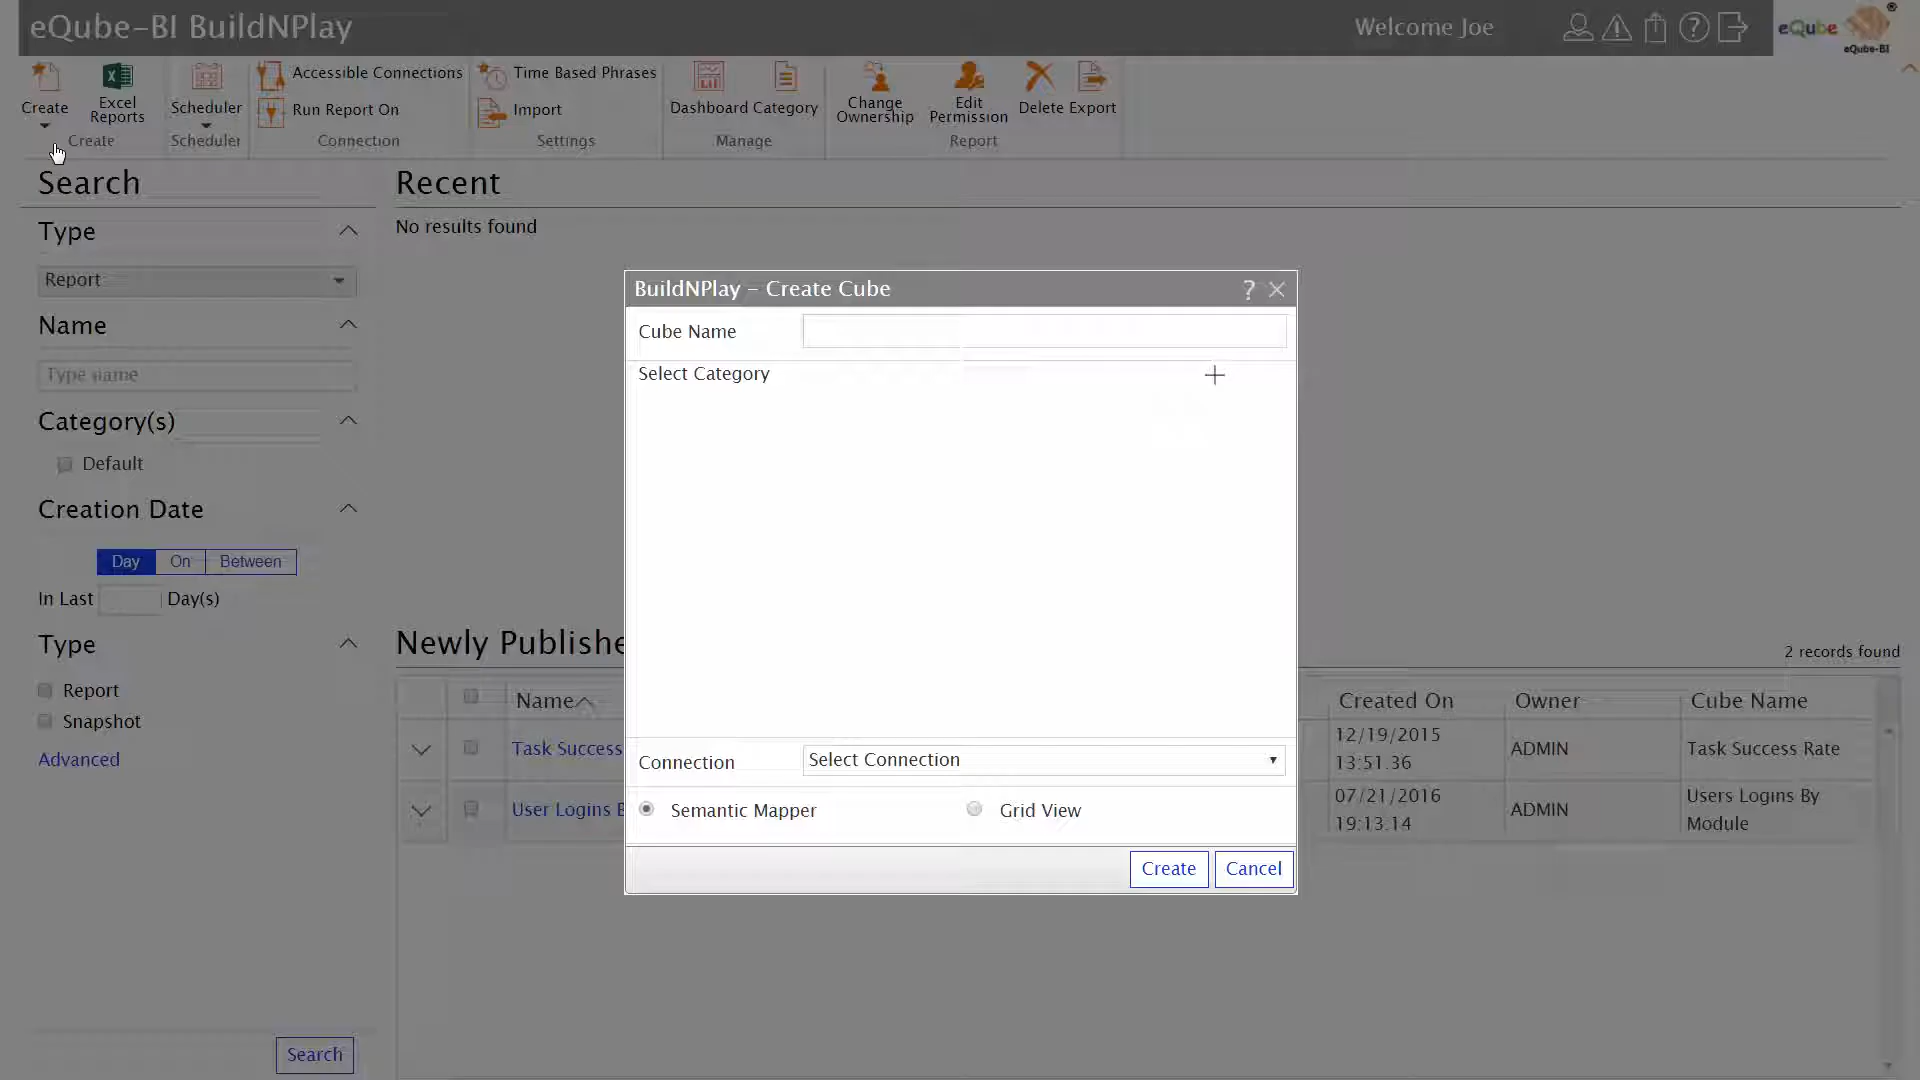 eQube-BI BuildNPlay
Welcome Joe
eQube
®
eQube-BI
Create
Excel
Reports
Create
Scheduler
Scheduler
Accessible Connections
Run Report On
Connection
Time Based Phrases
Import
Settings
Dashboard Category
Manage
Change
Ownership
Edit
Permission
Delete Export
Report
Search
Type
Report
Name
Type name
Category(s)
Default
Creation Date
Day On Between
In Last Day(s)
Type
Report
Snapshot
Advanced
Search
Recent
No results found
BuildNPlay - Create Cube ?
Cube Name
Select Category
Connection Select Connection
Semantic Mapper Grid View
Create Cancel
Newly Publishe
2 records found
Name Created On Owner Cube Name
Task Success 12/19/2015 13:51.36 ADMIN Task Success Rate
User Logins B 07/21/2016 19:13.14 ADMIN Users Logins By Module